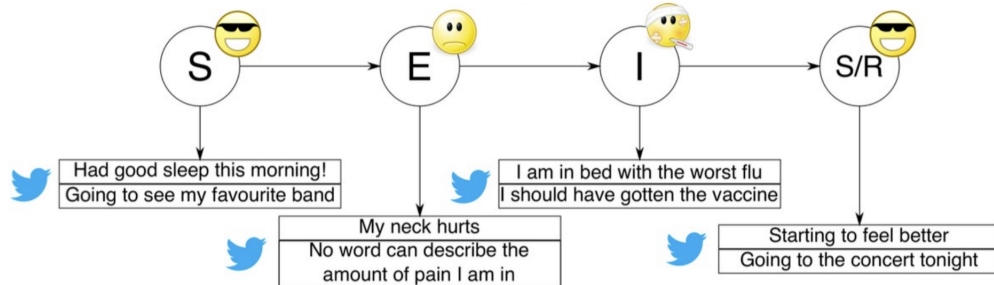 S
E
I
S/R
Had good sleep this morning!
Going to see my favourite band
My neck hurts
No word can describe the
amount of pain I am in
I am in bed with the worst flu
I should have gotten the vaccine
Starting to feel better
Going to the concert tonight